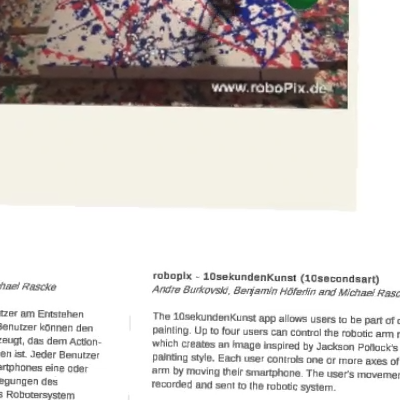 www.roboPix.de
hael Rascke
tzer am Entstehen
Benutzer können den
zeugt, das dem Action-
en ist. Jeder Benutzer
artphones eine oder
egungen des
s Robotersystem
robopix - 10sekundenKunst (10secondsart)
Andre Burkovski, Benjamin Höferlin and Michael Rasc
The 10sekundenKunst app allows users to be part of
painting. Up to four users can control the robotic arm
which creates an image inspired by Jackson Pollock's
painting style. Each user controls one or more axes of
arm by moving their smartphone. The user's moveme
recorded and sent to the robotic system.